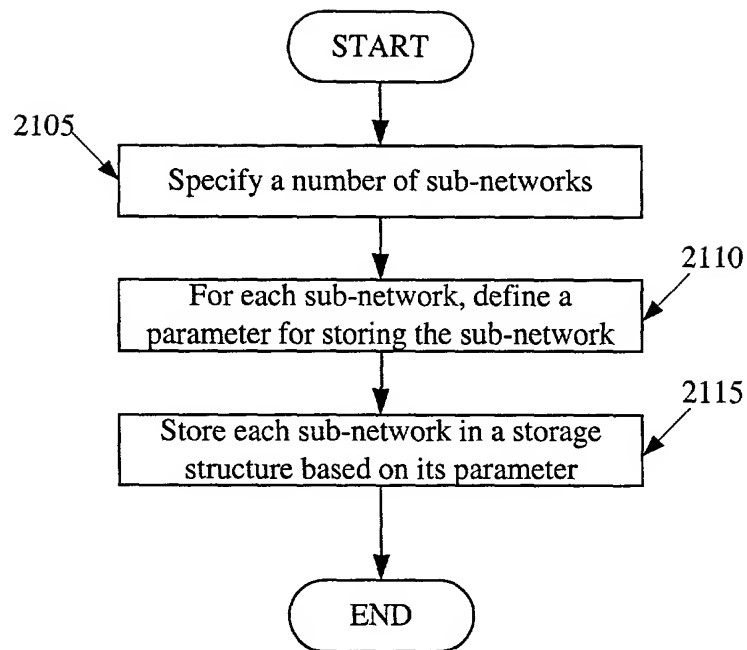 START
2105
Specify a number of sub-networks
2110
For each sub-network, define a
parameter for storing the sub-network
2115
Store each sub-network in a storage
structure based on its parameter
END